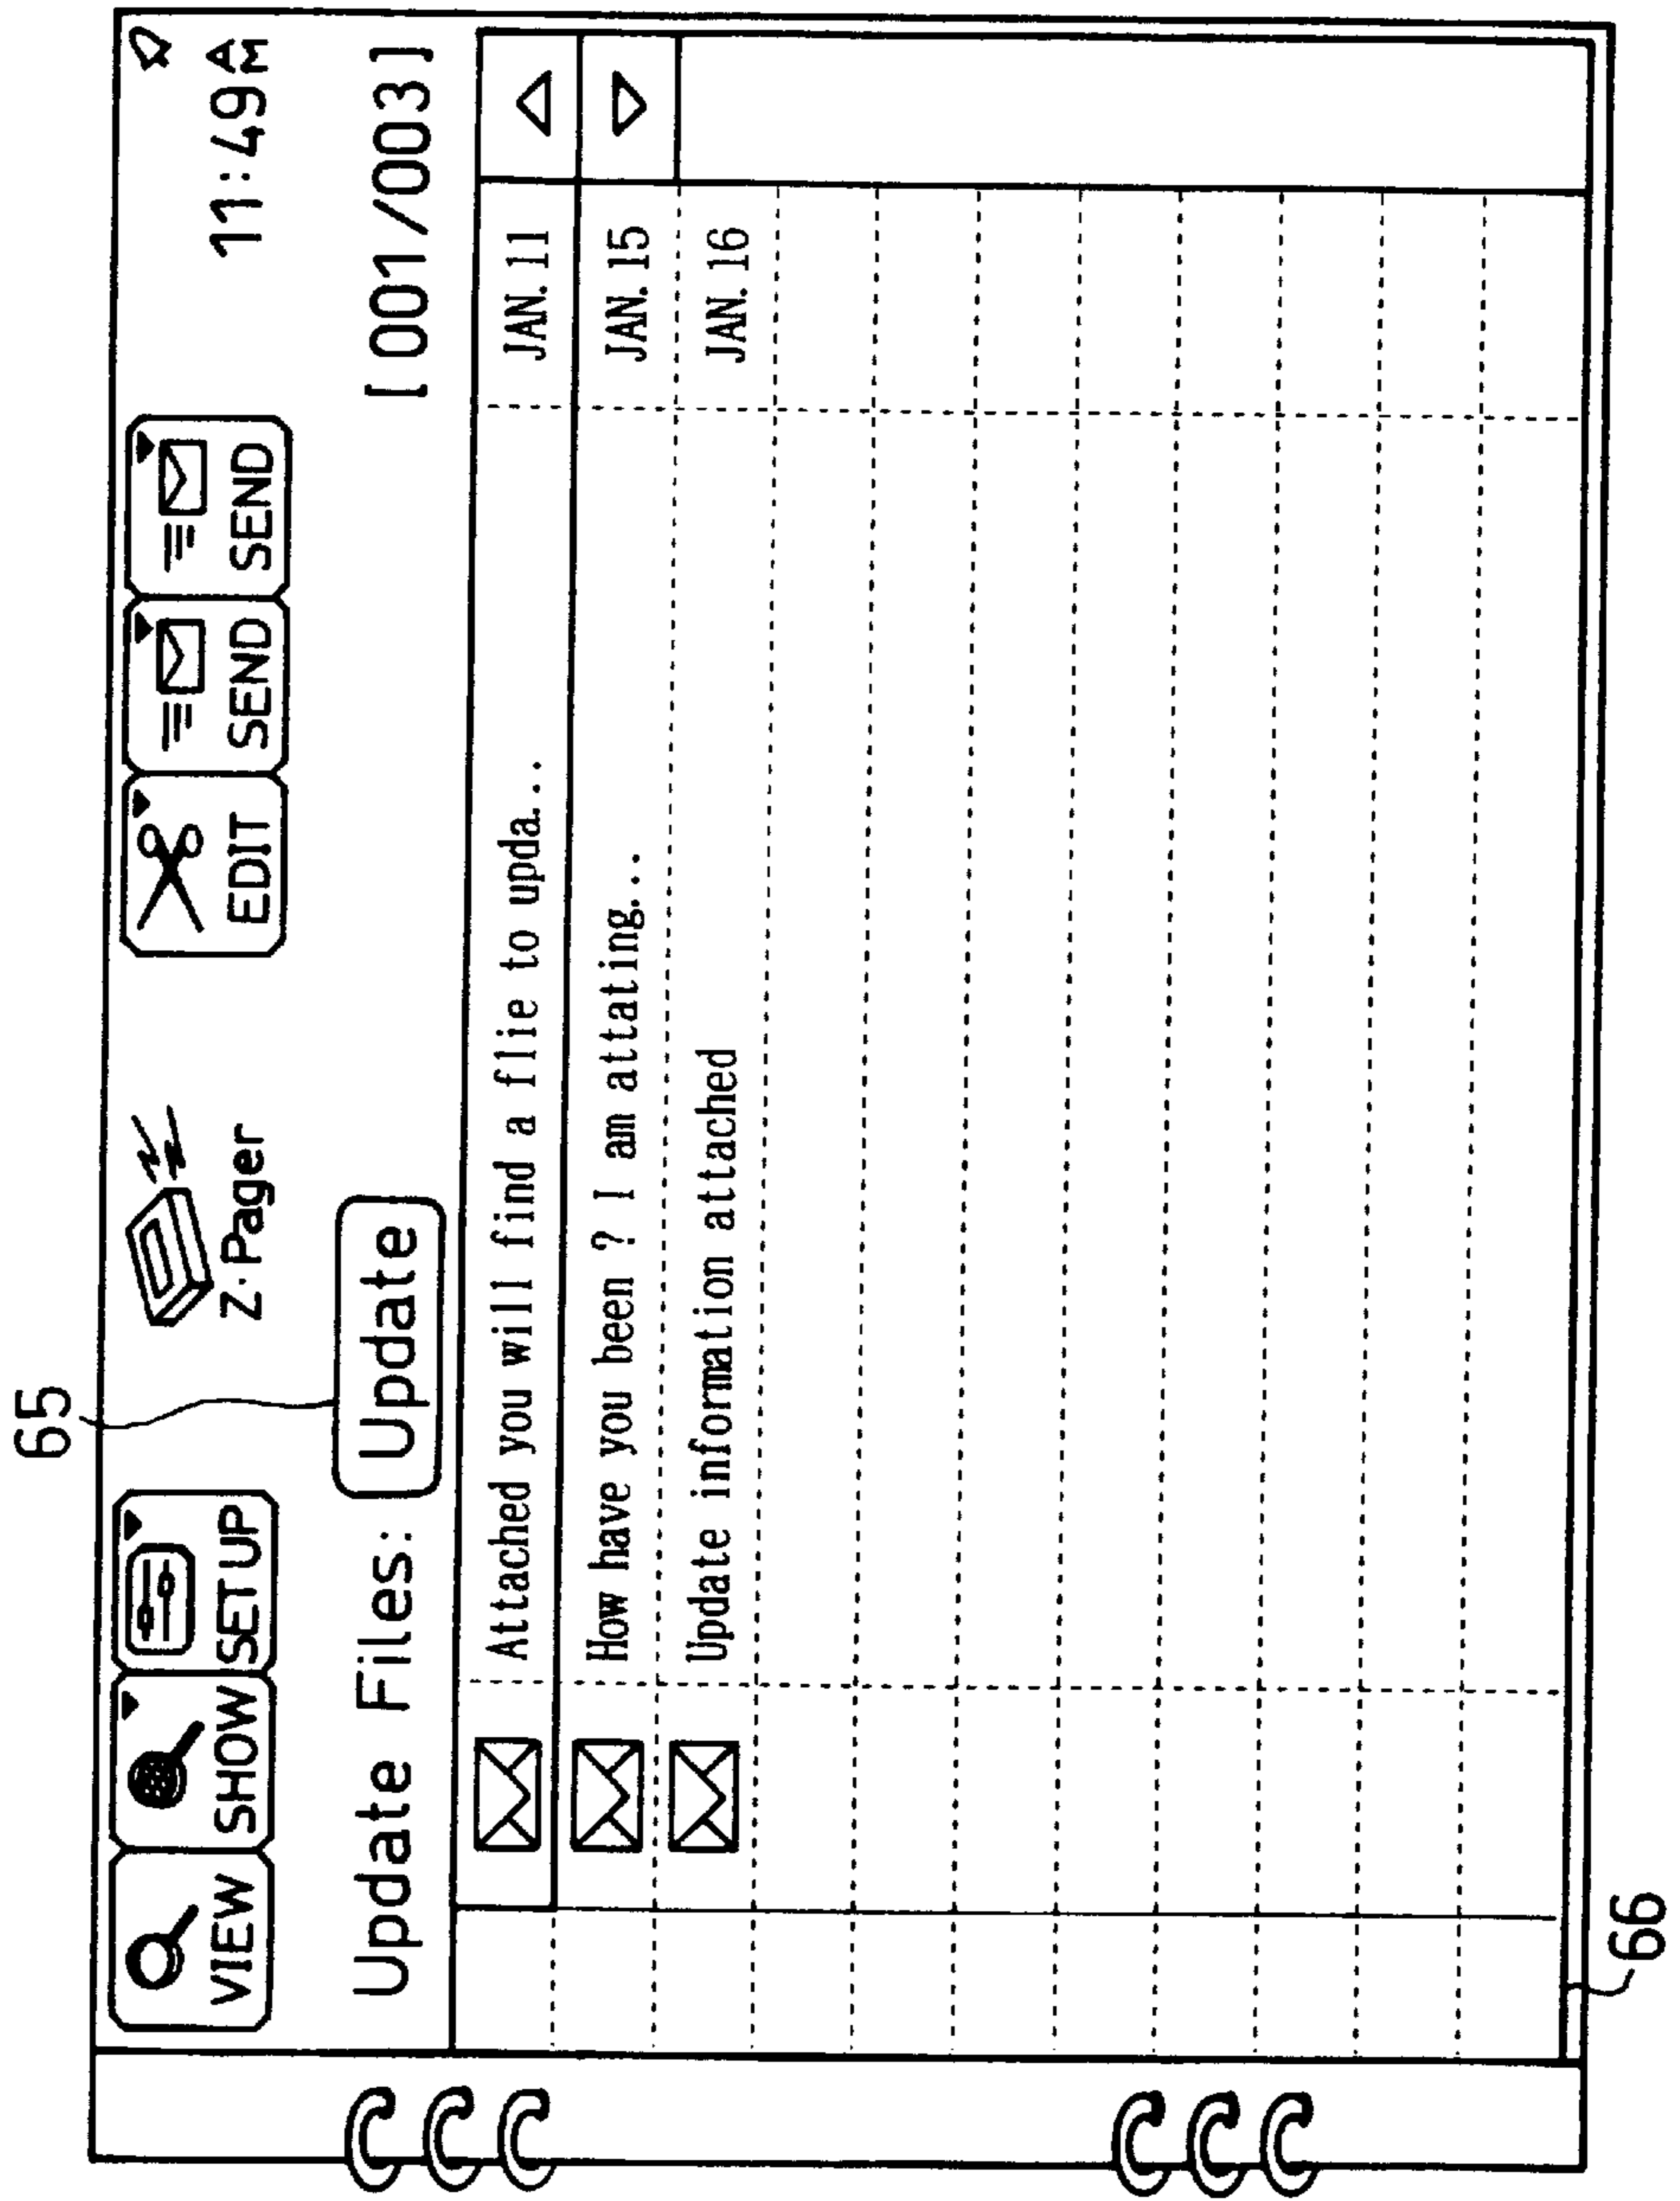 65
VIEW SHOW SETUP Z·Pager EDIT SEND SEND 11:49 AM
Update Files: Update [001/003]
Attached you will find a flie to upda... JAN. 11
How have you been ? I am attating... JAN. 15
Update information attached JAN. 16
66